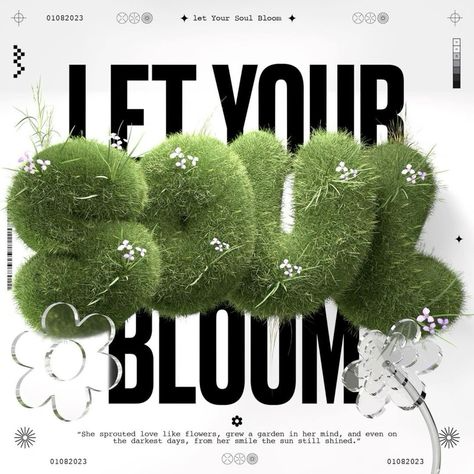 01082023
let Your Soul Bloom
01082023
LET YOUR
SOUL
BLOOM
"She sprouted love like flowers, grew a garden in her mind, and even on
the darkest days, from her smile the sun still shined."
01082023
01082023